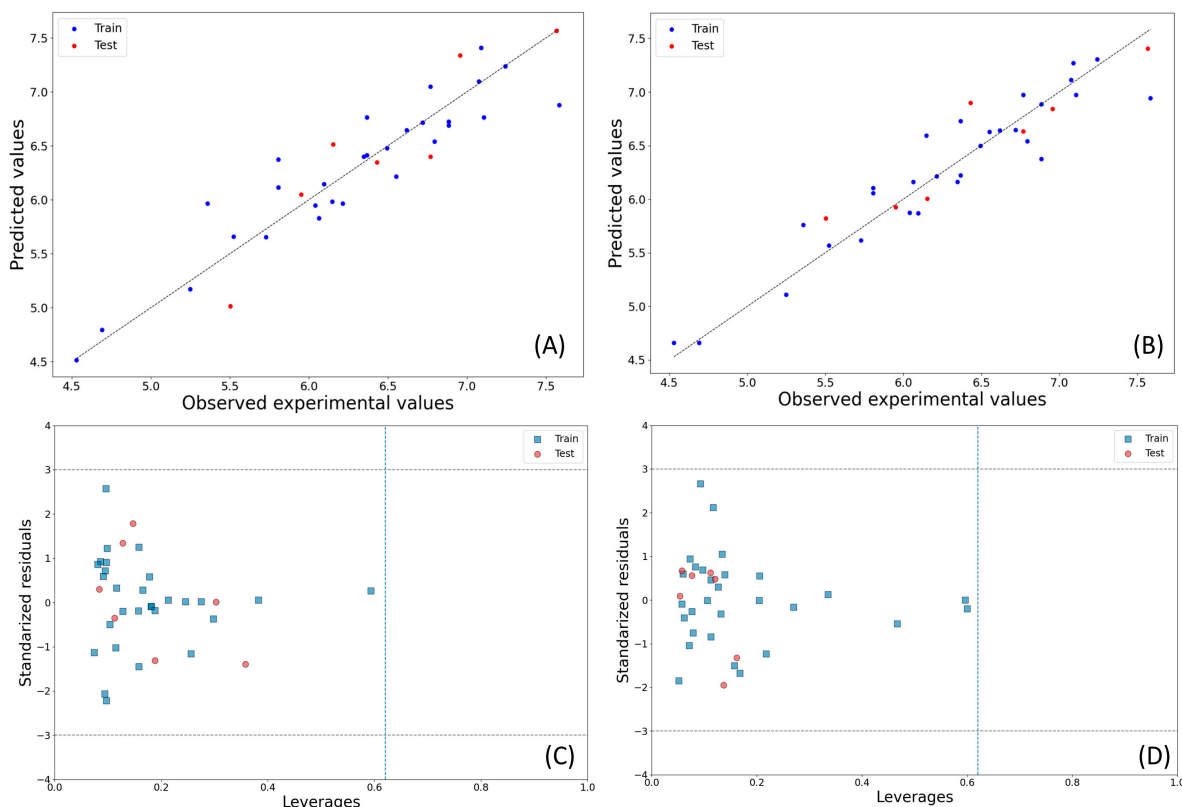 Train
Test
7.5
7.0
6.5
6.0
5.5
5.0
4.5
Predicted values
4.5 5.0 5.5 6.0 6.5 7.0 7.5
Observed experimental values
(A)
Train
Test
7.5
7.0
6.5
6.0
5.5
5.0
4.5
Predicted values
4.5 5.0 5.5 6.0 6.5 7.0 7.5
Observed experimental values
(B)
Train
Test
4
3
2
1
0
−1
−2
−3
−4
Standarized residuals
0.0 0.2 0.4 0.6 0.8 1.0
Leverages
(C)
Train
Test
4
3
2
1
0
−1
−2
−3
−4
Standarized residuals
0.0 0.2 0.4 0.6 0.8 1.0
Leverages
(D)